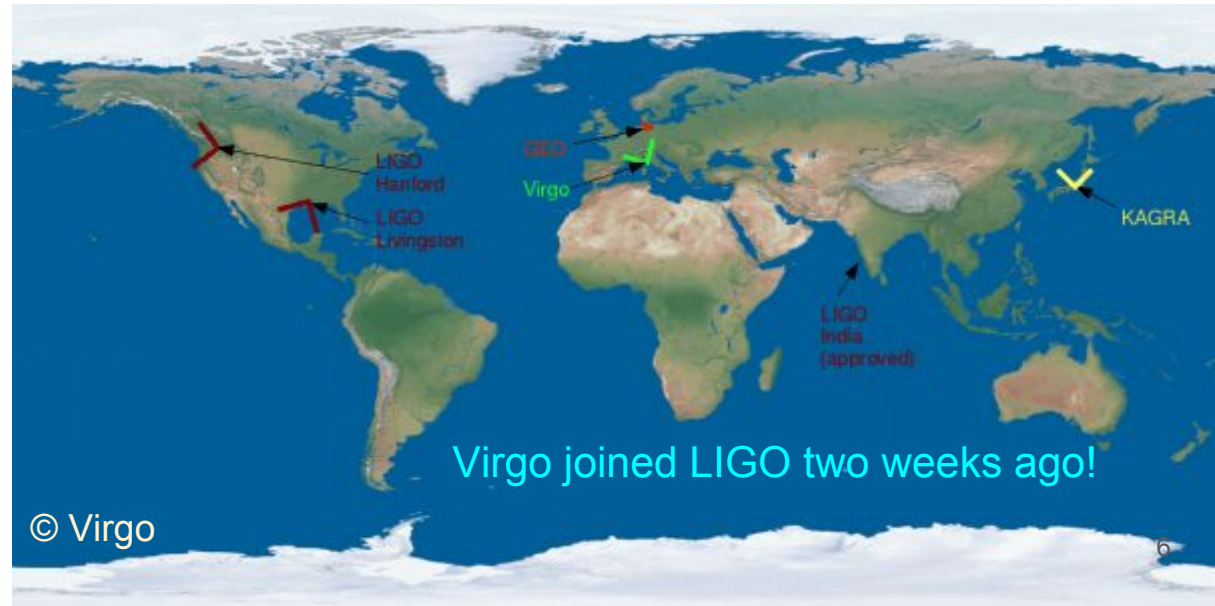 LIGO
Hanford
LIGO
Livingston
GEO
Virgo
KAGRA
LIGO
India
(approved)
Virgo joined LIGO two weeks ago!
© Virgo
6